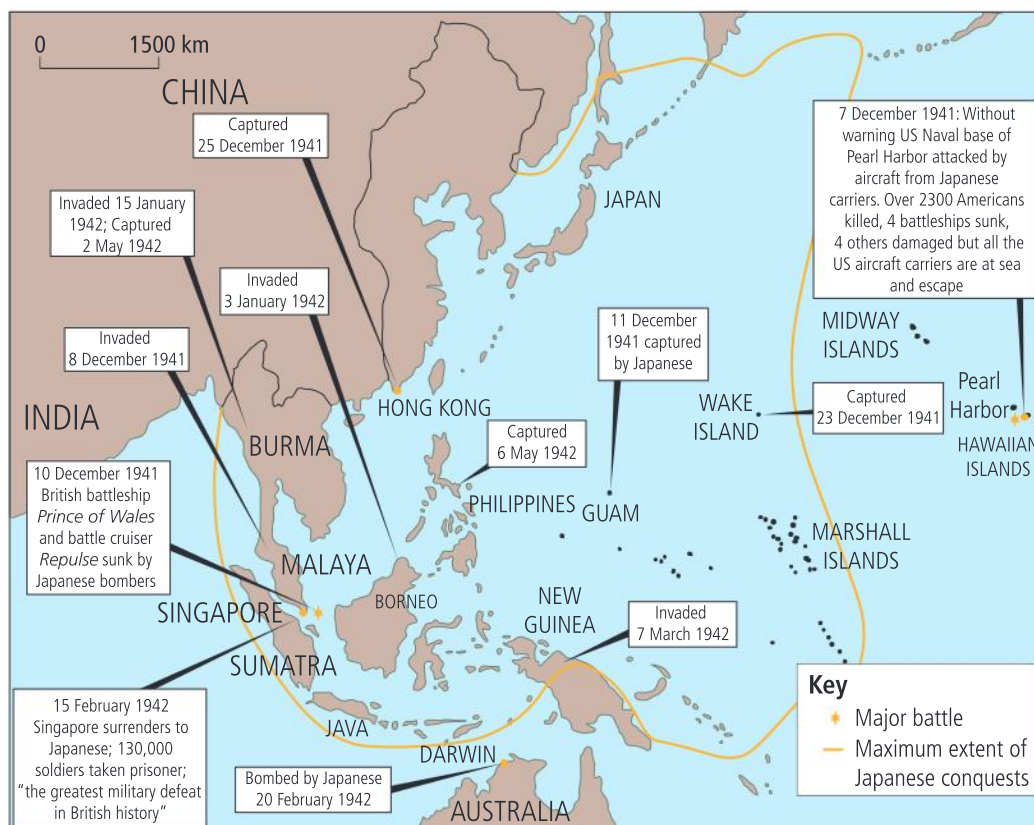 0 1500 km
CHINA
Captured
25 December 1941
7 December 1941: Without
warning US Naval base of
Pearl Harbor attacked by
aircraft from Japanese
carriers. Over 2300 Americans
killed, 4 battleships sunk,
4 others damaged but all the
US aircraft carriers are at sea
and escape
Invaded 15 January
1942; Captured
2 May 1942
JAPAN
Invaded
3 January 1942
11 December
1941 captured
by Japanese
MIDWAY
ISLANDS
Invaded
8 December 1941
INDIA
HONG KONG
WAKE
ISLAND
Captured
23 December 1941
Pearl
Harbor
HAWAIIAN
ISLANDS
BURMA
Captured
6 May 1942
10 December 1941
British battleship
Prince of Wales
and battle cruiser
Repulse sunk by
Japanese bombers
PHILIPPINES
GUAM
MARSHALL
ISLANDS
MALAYA
BORNEO
SINGAPORE
NEW
GUINEA
Invaded
7 March 1942
SUMATRA
15 February 1942
Singapore surrenders to
Japanese; 130,000
soldiers taken prisoner;
“the greatest military defeat
in British history”
JAVA
DARWIN
Bombed by Japanese
20 February 1942
AUSTRALIA
Key
Major battle
Maximum extent of
Japanese conquests